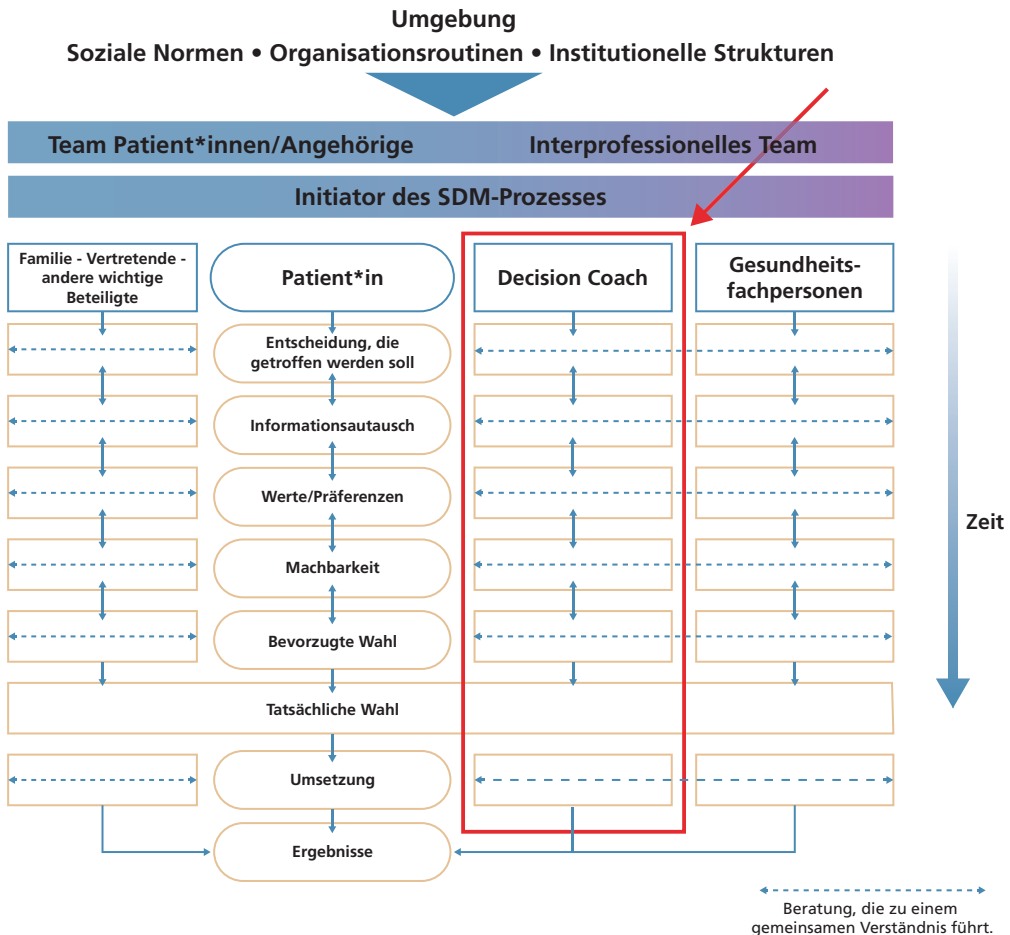 Umgebung
Soziale Normen • Organisationsroutinen • Institutionelle Strukturen
Team Patient*innen/Angehörige
Interprofessionelles Team
Initiator des SDM-Prozesses
Familie - Vertretende -
andere wichtige
Beteiligte
Patient*in
Decision Coach
Gesundheits-
fachpersonen
Entscheidung, die
getroffen werden soll
Informationsautausch
Werte/Präferenzen
Machbarkeit
Bevorzugte Wahl
Tatsächliche Wahl
Umsetzung
Ergebnisse
Zeit
Beratung, die zu einem
gemeinsamen Verständnis führt.